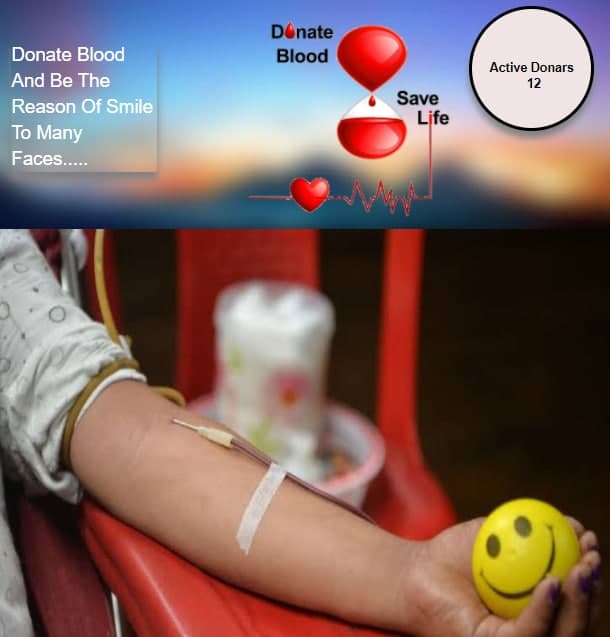 Donate Blood
And Be The
Reason Of Smile
To Many
Faces.....
Donate
Blood
Save
Life
Active Donars
12